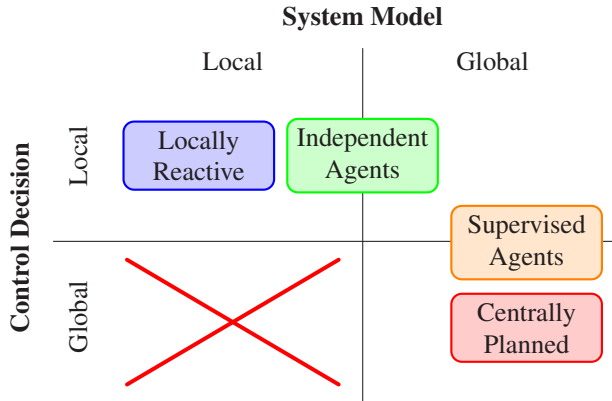 System Model
Local
Global
Control Decision
Local
Locally
Reactive
Independent
Agents
Supervised
Agents
Global
Centrally
Planned